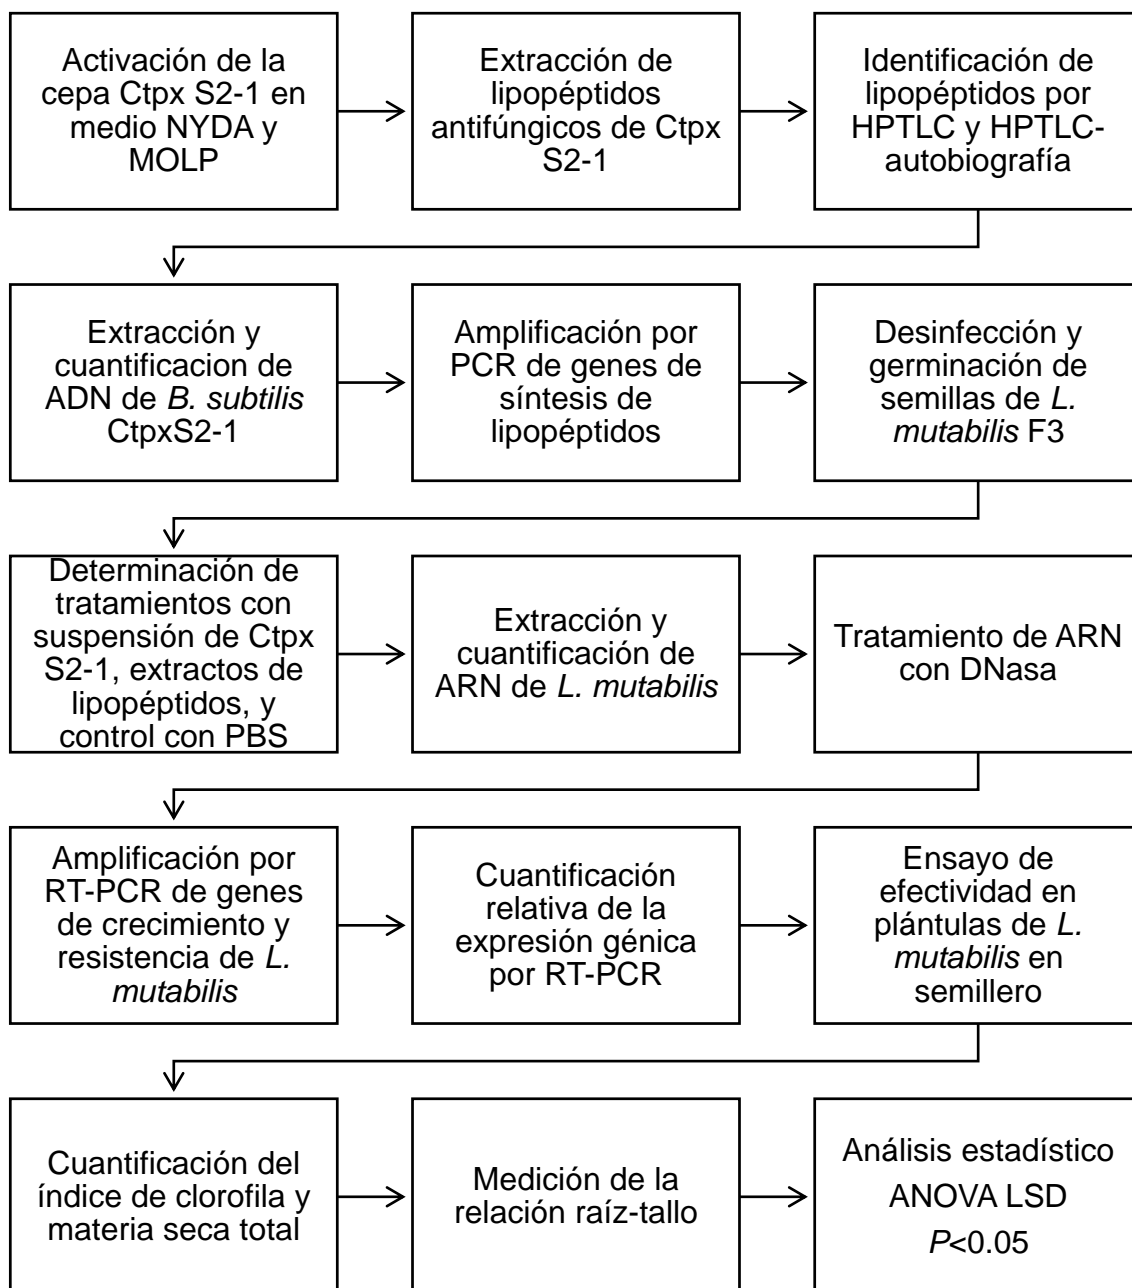 Activación de la
cepa Ctpx S2-1 en
medio NYDA y
MOLP
Extracción de
lipopéptidos
antifúngicos de Ctpx
S2-1
Identificación de
lipopéptidos por
HPTLC y HPTLC-
autobiografía
Extracción y
cuantificacion de
ADN de B. subtilis
CtpxS2-1
Amplificación por
PCR de genes de
síntesis de
lipopéptidos
Desinfección y
germinación de
semillas de L.
mutabilis F3
Determinación de
tratamientos con
suspensión de Ctpx
S2-1, extractos de
lipopéptidos, y
control con PBS
Extracción y
cuantificación de
ARN de L. mutabilis
Tratamiento de ARN
con DNasa
Amplificación por
RT-PCR de genes
de crecimiento y
resistencia de L.
mutabilis
Cuantificación
relativa de la
expresión génica
por RT-PCR
Ensayo de
efectividad en
plántulas de L.
mutabilis en
semillero
Cuantificación del
índice de clorofila y
materia seca total
Medición de la
relación raíz-tallo
Análisis estadístico
ANOVA LSD
P<0.05